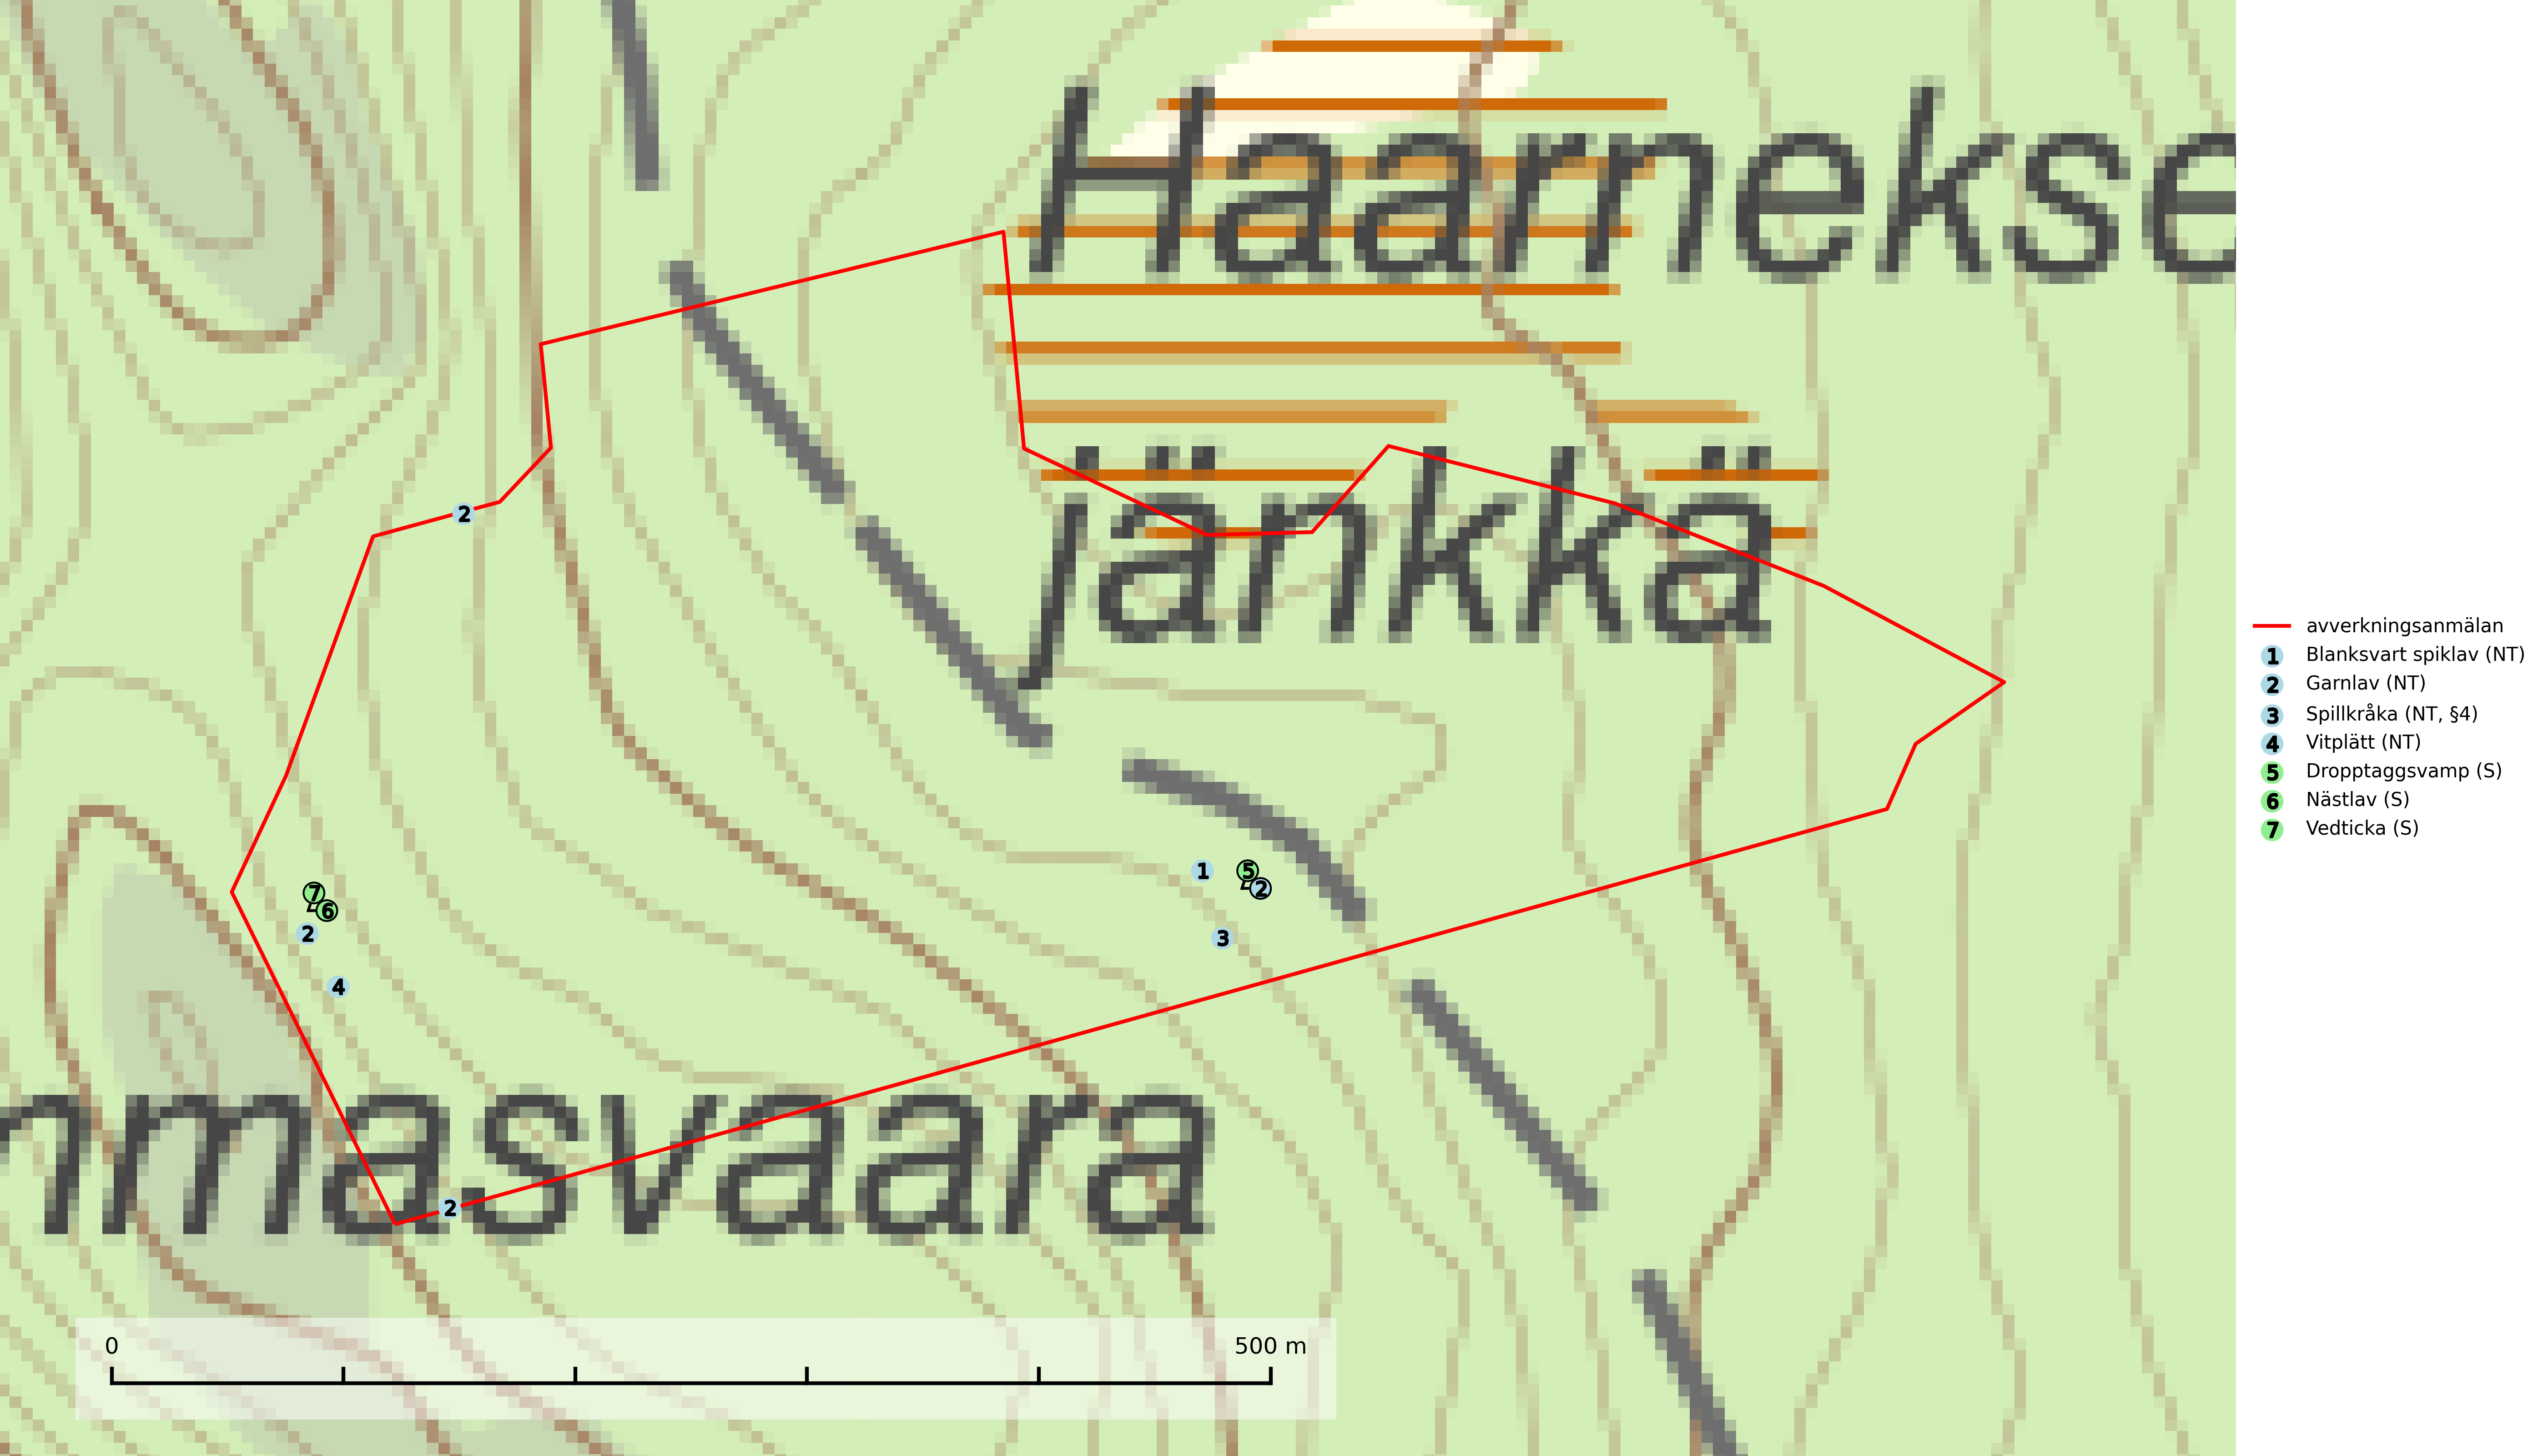 Haarnekse
jänkkä
2
7
6
2
4
1
5
2
3
masvaara
2
0 500 m
avverkningsanmälan
1 Blanksvart spiklav (NT)
2 Garnlav (NT)
3 Spillkråka (NT, §4)
4 Vitplätt (NT)
5 Dropptaggsvamp (S)
6 Nästlav (S)
7 Vedticka (S)